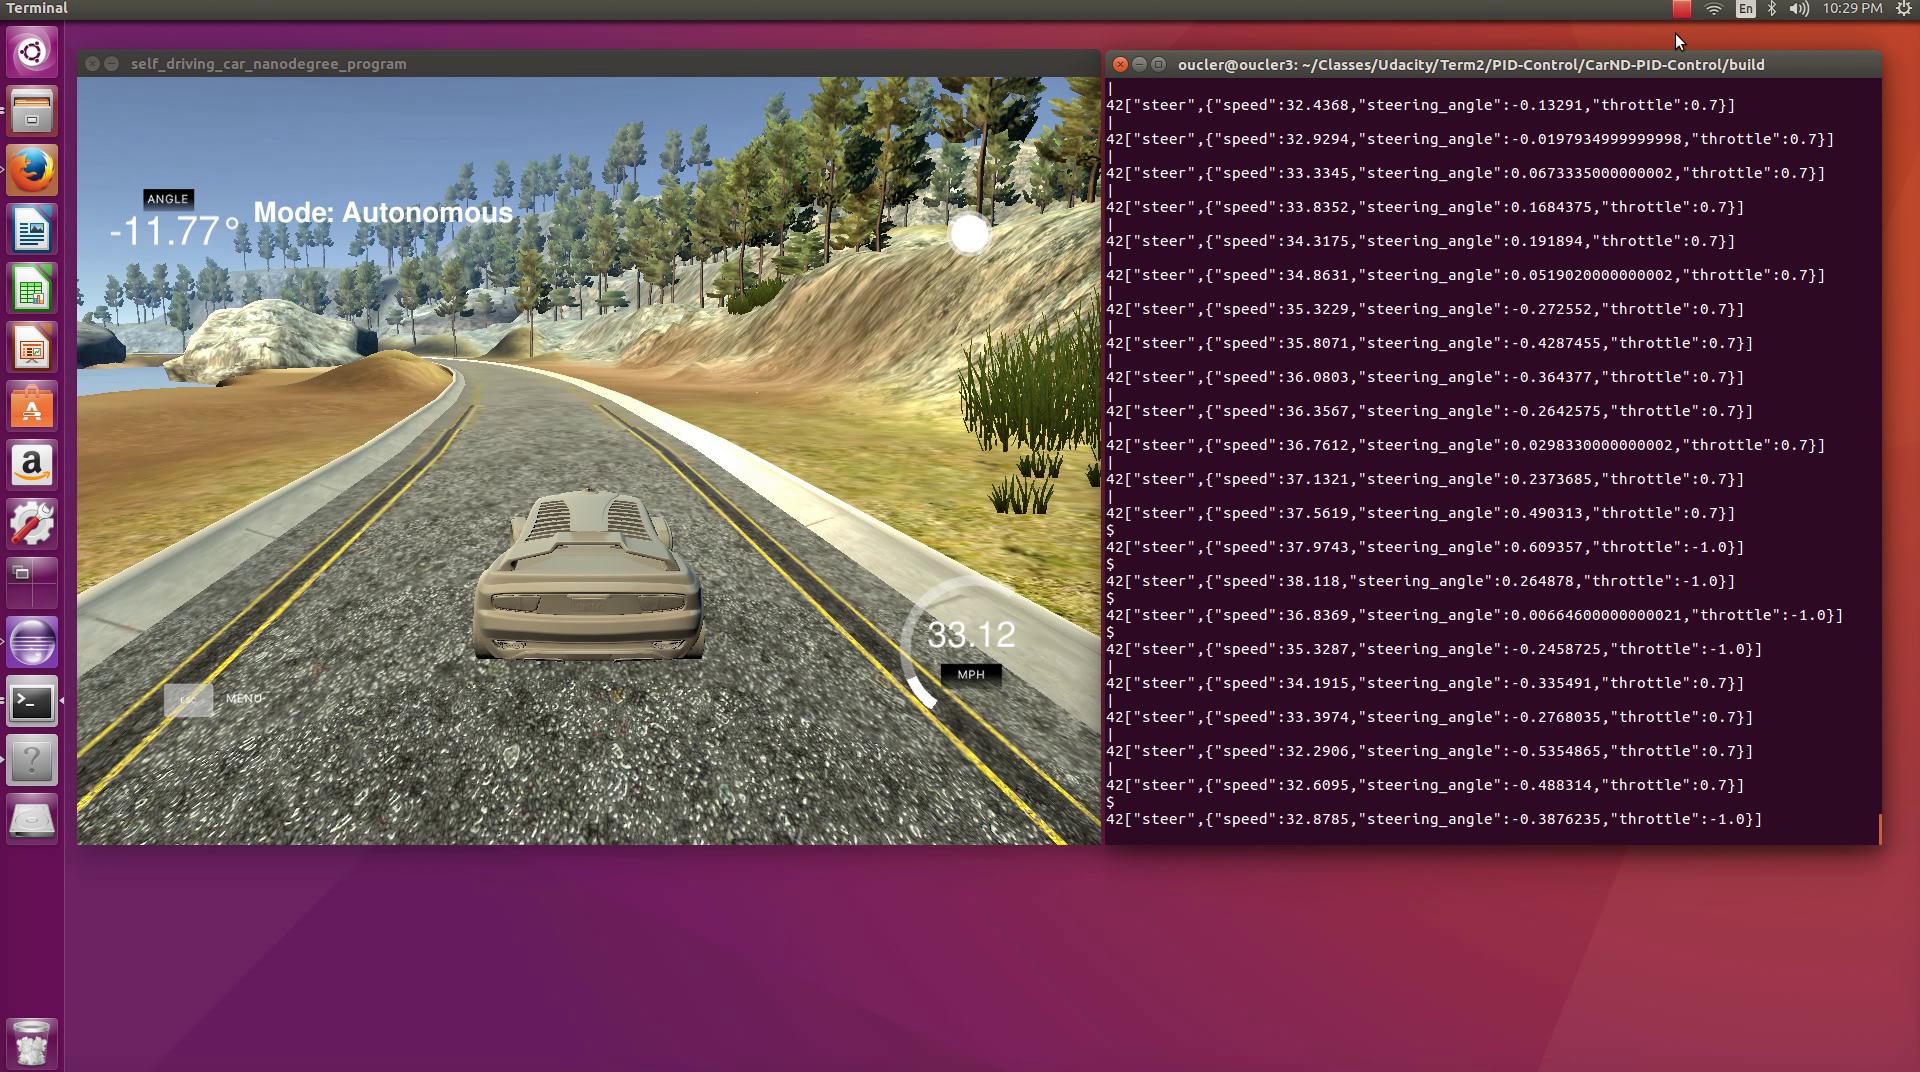 Terminal
En
10:29 PM
self_driving_car_nanodegree_program
ANGLE
-11.77°
Mode: Autonomous
33.12
MPH
ESC
MENU
oucler@oucler3: ~/Classes/Udacity/Term2/PID-Control/CarND-PID-Control/build
|
42["steer",{"speed":32.4368,"steering_angle":-0.13291,"throttle":0.7}]
|
42["steer",{"speed":32.9294,"steering_angle":-0.0197934999999998,"throttle":0.7}]
|
42["steer",{"speed":33.3345,"steering_angle":0.0673335000000002,"throttle":0.7}]
|
42["steer",{"speed":33.8352,"steering_angle":0.1684375,"throttle":0.7}]
|
42["steer",{"speed":34.3175,"steering_angle":0.191894,"throttle":0.7}]
|
42["steer",{"speed":34.8631,"steering_angle":0.0519020000000002,"throttle":0.7}]
|
42["steer",{"speed":35.3229,"steering_angle":-0.272552,"throttle":0.7}]
|
42["steer",{"speed":35.8071,"steering_angle":-0.4287455,"throttle":0.7}]
|
42["steer",{"speed":36.0803,"steering_angle":-0.364377,"throttle":0.7}]
|
42["steer",{"speed":36.3567,"steering_angle":-0.2642575,"throttle":0.7}]
|
42["steer",{"speed":36.7612,"steering_angle":0.0298330000000002,"throttle":0.7}]
|
42["steer",{"speed":37.1321,"steering_angle":0.2373685,"throttle":0.7}]
|
42["steer",{"speed":37.5619,"steering_angle":0.490313,"throttle":0.7}]
$
42["steer",{"speed":37.9743,"steering_angle":0.609357,"throttle":-1.0}]
$
42["steer",{"speed":38.118,"steering_angle":0.264878,"throttle":-1.0}]
$
42["steer",{"speed":36.8369,"steering_angle":0.00664600000000021,"throttle":-1.0}]
$
42["steer",{"speed":35.3287,"steering_angle":-0.2458725,"throttle":-1.0}]
|
42["steer",{"speed":34.1915,"steering_angle":-0.335491,"throttle":0.7}]
|
42["steer",{"speed":33.3974,"steering_angle":-0.2768035,"throttle":0.7}]
|
42["steer",{"speed":32.2906,"steering_angle":-0.5354865,"throttle":0.7}]
|
42["steer",{"speed":32.6095,"steering_angle":-0.488314,"throttle":0.7}]
$
42["steer",{"speed":32.8785,"steering_angle":-0.3876235,"throttle":-1.0}]